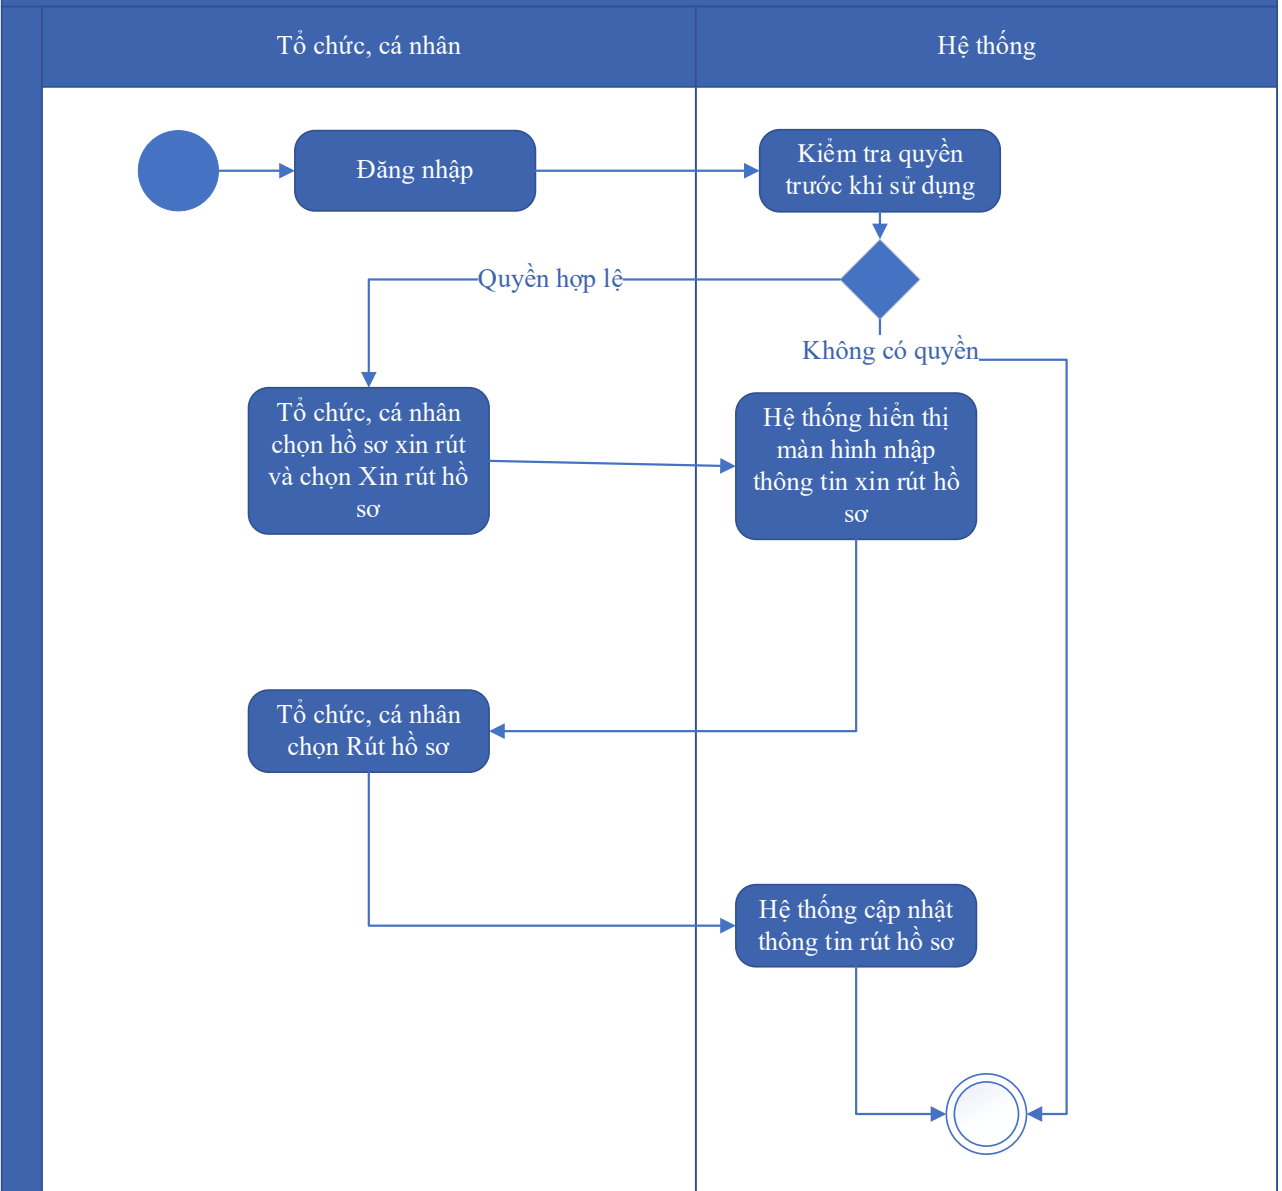 Tổ chức, cá nhân
Hệ thống
Đăng nhập
Kiểm tra quyền
trước khi sử dụng
Quyền hợp lệ
Không có quyền
Tổ chức, cá nhân
chọn hồ sơ xin rút
và chọn Xin rút hồ
sơ
Hệ thống hiển thị
màn hình nhập
thông tin xin rút hồ
sơ
Tổ chức, cá nhân
chọn Rút hồ sơ
Hệ thống cập nhật
thông tin rút hồ sơ